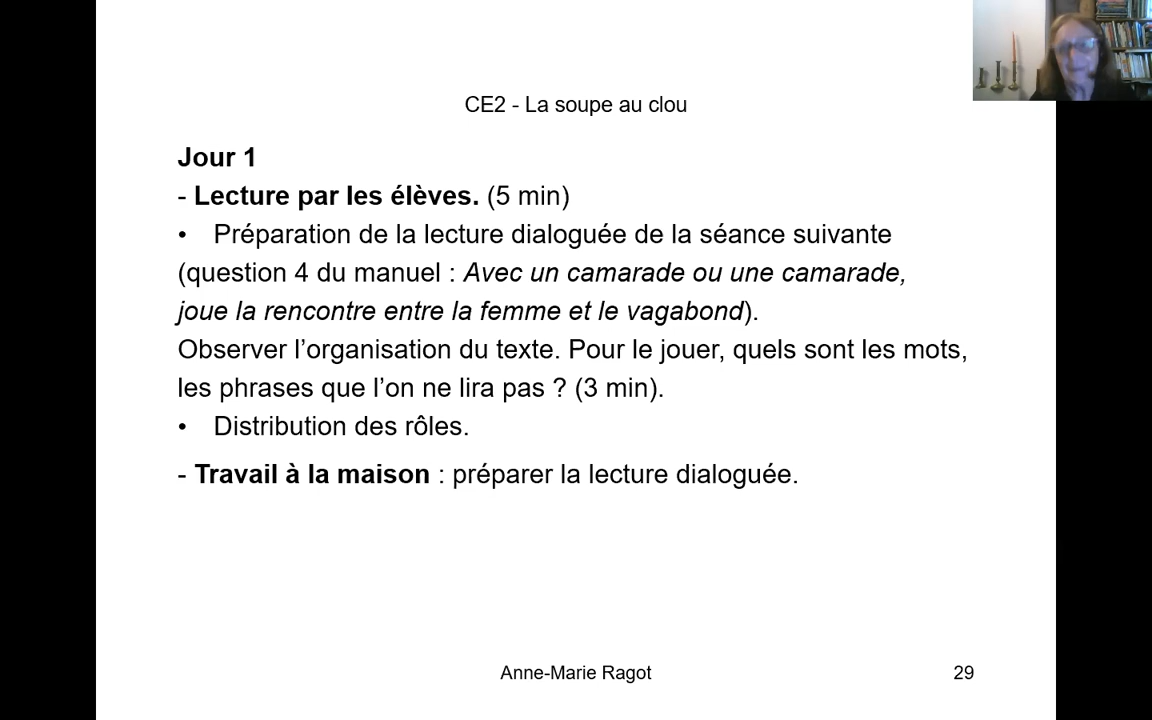 CE2 - La soupe au clou
Jour 1
- Lecture par les élèves. (5 min)
• Préparation de la lecture dialoguée de la séance suivante
(question 4 du manuel : Avec un camarade ou une camarade,
joue la rencontre entre la femme et le vagabond).
Observer l’organisation du texte. Pour le jouer, quels sont les mots,
les phrases que l’on ne lira pas ? (3 min).
• Distribution des rôles.
- Travail à la maison : préparer la lecture dialoguée.
Anne-Marie Ragot
29